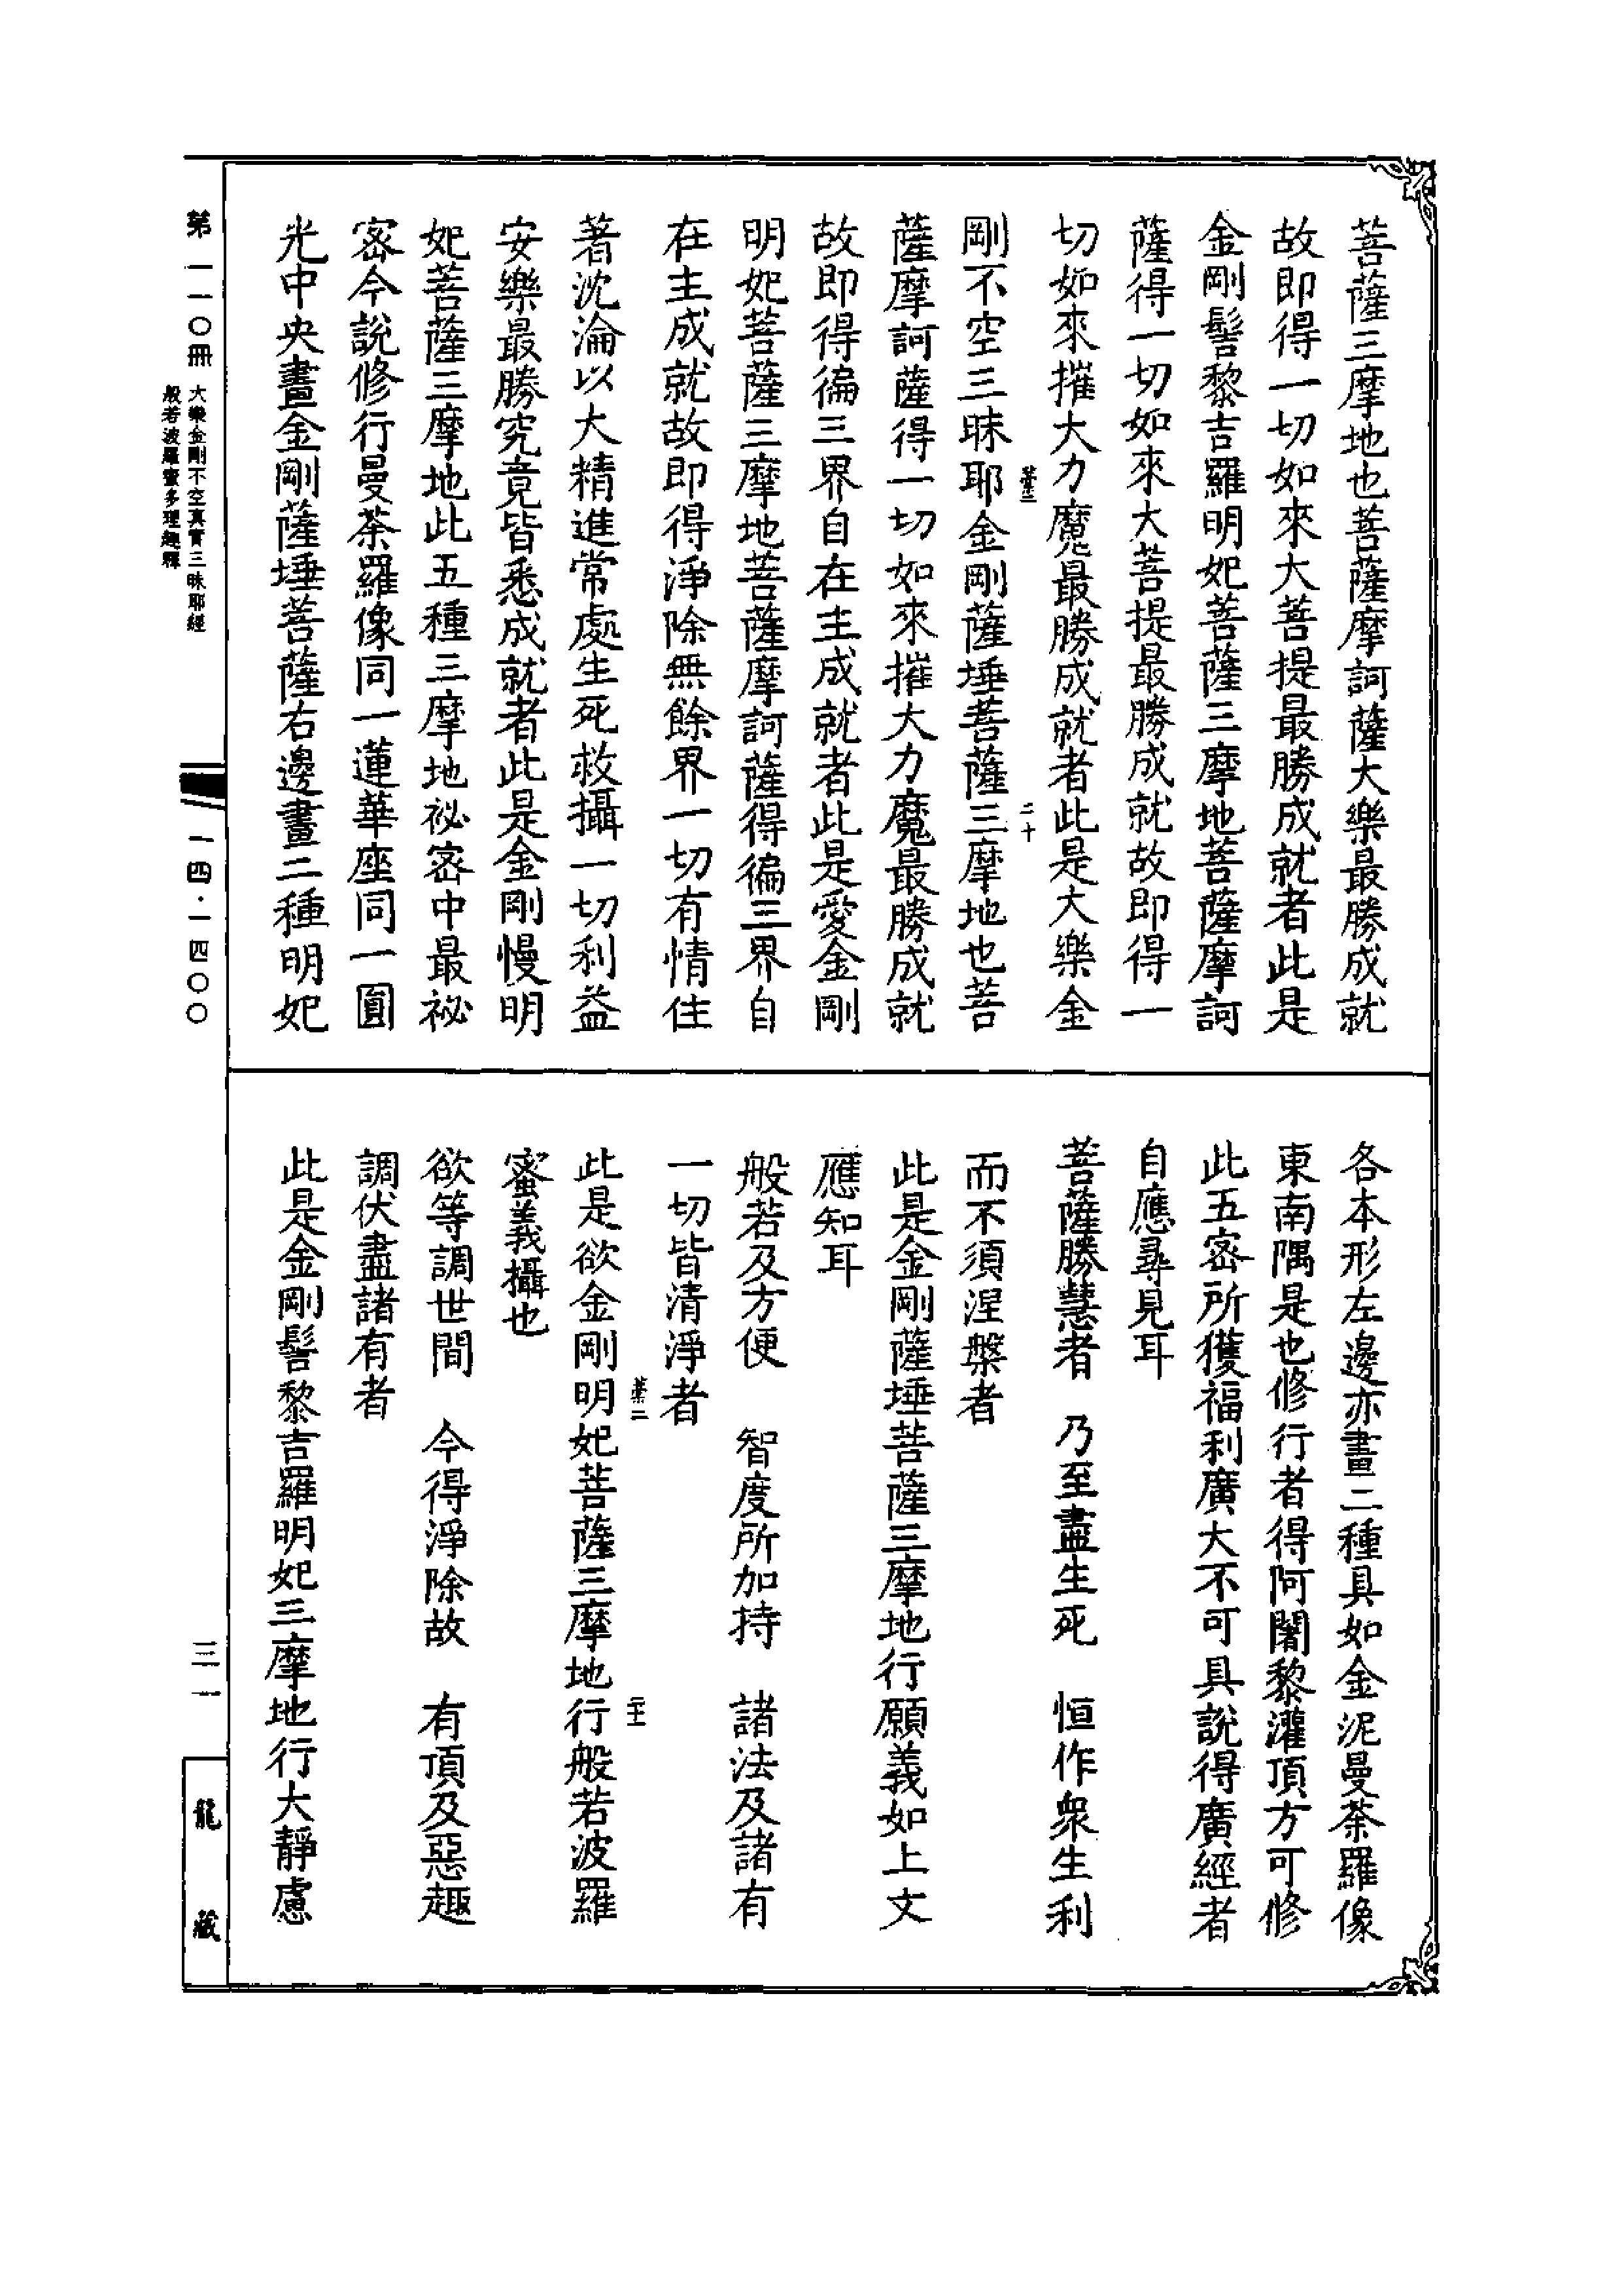 菩薩三摩地也菩薩摩訶薩大樂最勝成就
故即得一切如來大菩提最勝成就者此是
金剛髻黎吉羅明妃菩薩三摩地菩薩摩訶
薩得一切如來大菩提最勝成就故即得一
切如來摧大力魔最勝成就者此是大樂金
剛不空三昧耶金剛薩埵菩薩三摩地也菩
二十
薩摩訶薩得一切如來摧大力魔最勝成就
故即得徧三界自在主成就者此是愛金剛
明妃菩薩三摩地菩薩摩訶薩得徧三界自
在主成就故即得淨除無餘界一切有情住
著沈淪以大精進常處生死救攝一切利益
安樂最勝究竟皆悉成就者此是金剛慢明
妃菩薩三摩地此五種三摩地祕密中最祕
密今說修行曼荼羅像同一蓮華座同一圓
光中央畫金剛薩埵菩薩右邊畫二種明妃
各本形左邊亦畫二種具如金泥曼荼羅像
東南隅是也修行者得阿闍黎灌頂方可修
此五密所獲福利廣大不可具說得廣經者
自應尋見耳
菩薩勝慧者　乃至盡生死　恒作衆生利
而不須涅槃者
此是金剛薩埵菩薩三摩地行願義如上文
應知耳
般若及方便　智度所加持　諸法及諸有
一切皆清淨者
此是欲金剛明妃菩薩三摩地行般若波羅
蜜義攝也
欲等調世間　今得淨除故　有頂及惡趣
調伏盡諸有者
此是金剛髻黎吉羅明妃三摩地行大靜慮
第一一〇冊
大樂金剛不空真實三昧耶經
般若波羅蜜多理趣釋
一四·一四〇〇
三一
龍藏